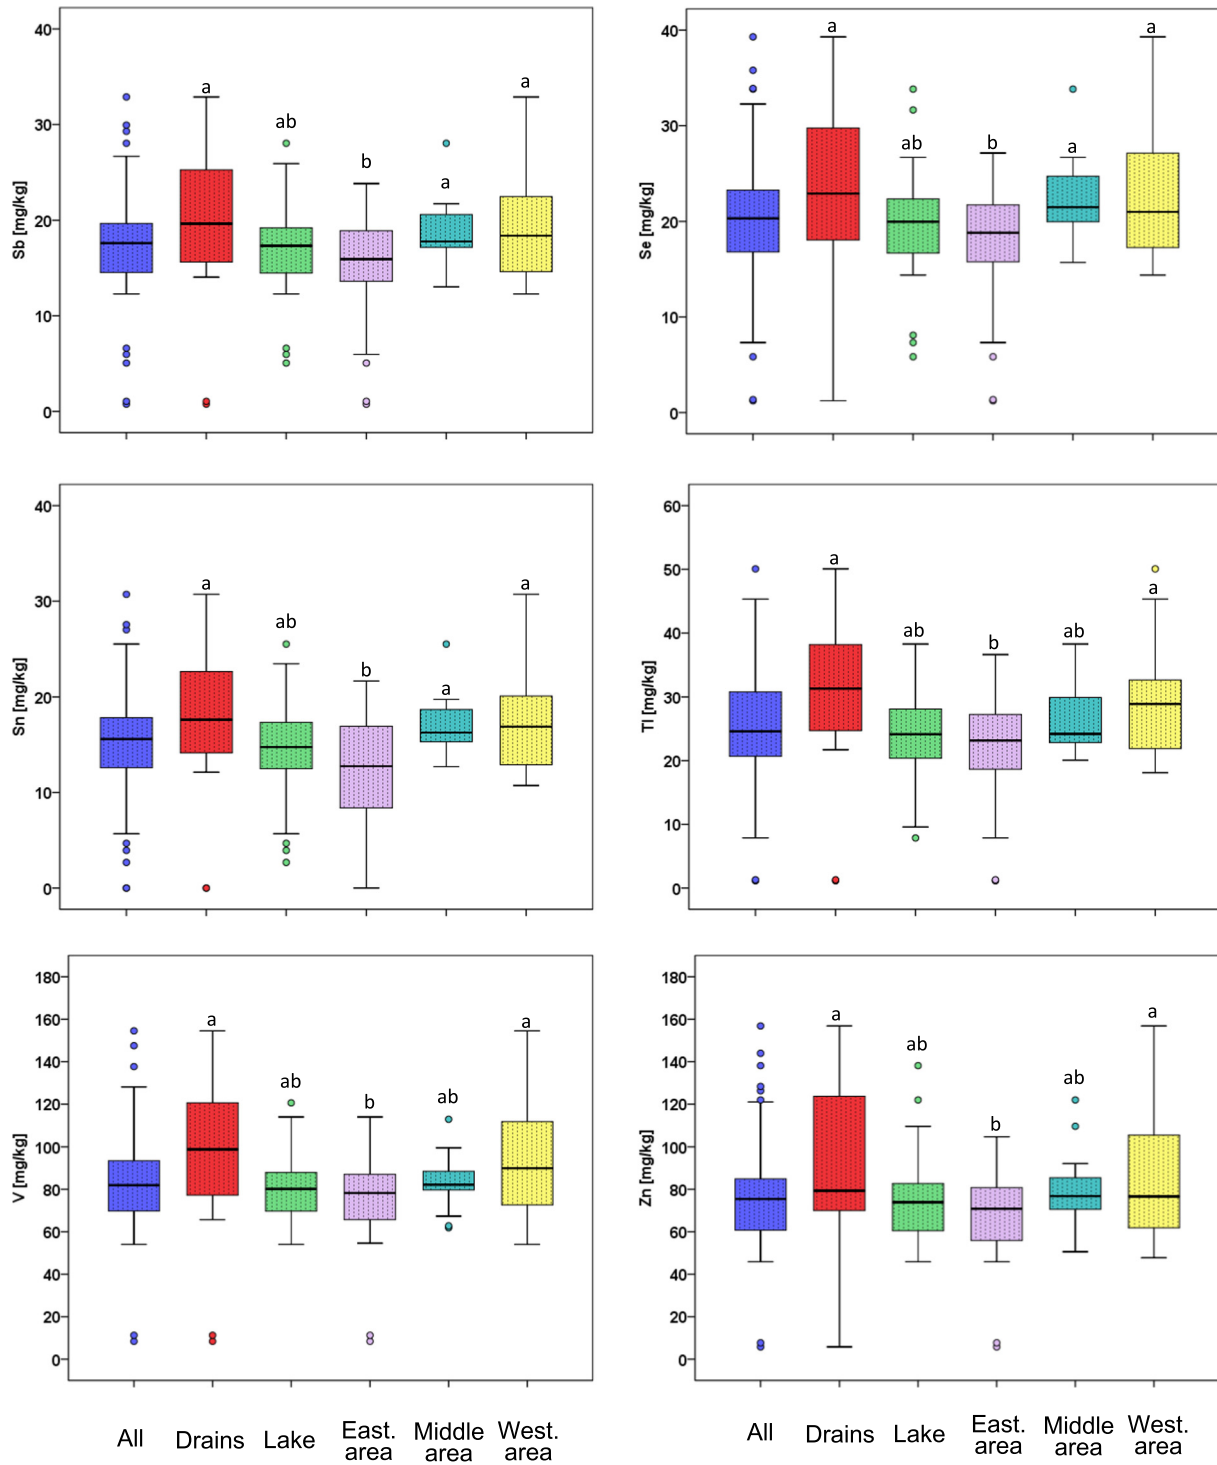 40
30
20
10
0
Sb [mg/kg]
a
ab
b
a
a
40
30
20
10
0
Se [mg/kg]
a
ab
b
a
a
40
30
20
10
0
Sn [mg/kg]
a
ab
b
a
a
60
50
40
30
20
10
0
Tl [mg/kg]
a
ab
b
ab
a
180
160
140
120
100
80
60
40
20
0
V [mg/kg]
a
ab
b
ab
a
180
160
140
120
100
80
60
40
20
0
Zn [mg/kg]
a
ab
b
ab
a
All
Drains
Lake
East.
area
Middle
area
West.
area
All
Drains
Lake
East.
area
Middle
area
West.
area